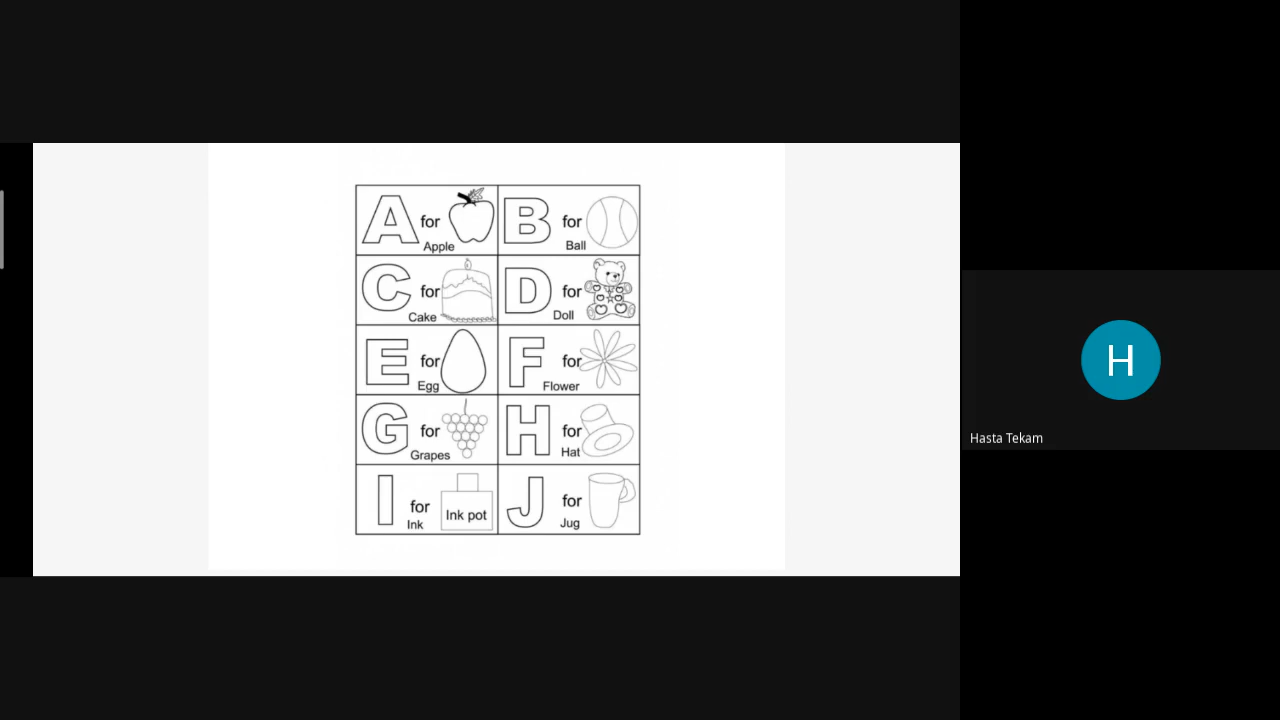 A for Apple
B for Ball
C for Cake
D for Doll
E for Egg
F for Flower
G for Grapes
H for Hat
I for Ink
Ink pot
J for Jug
H
Hasta Tekam